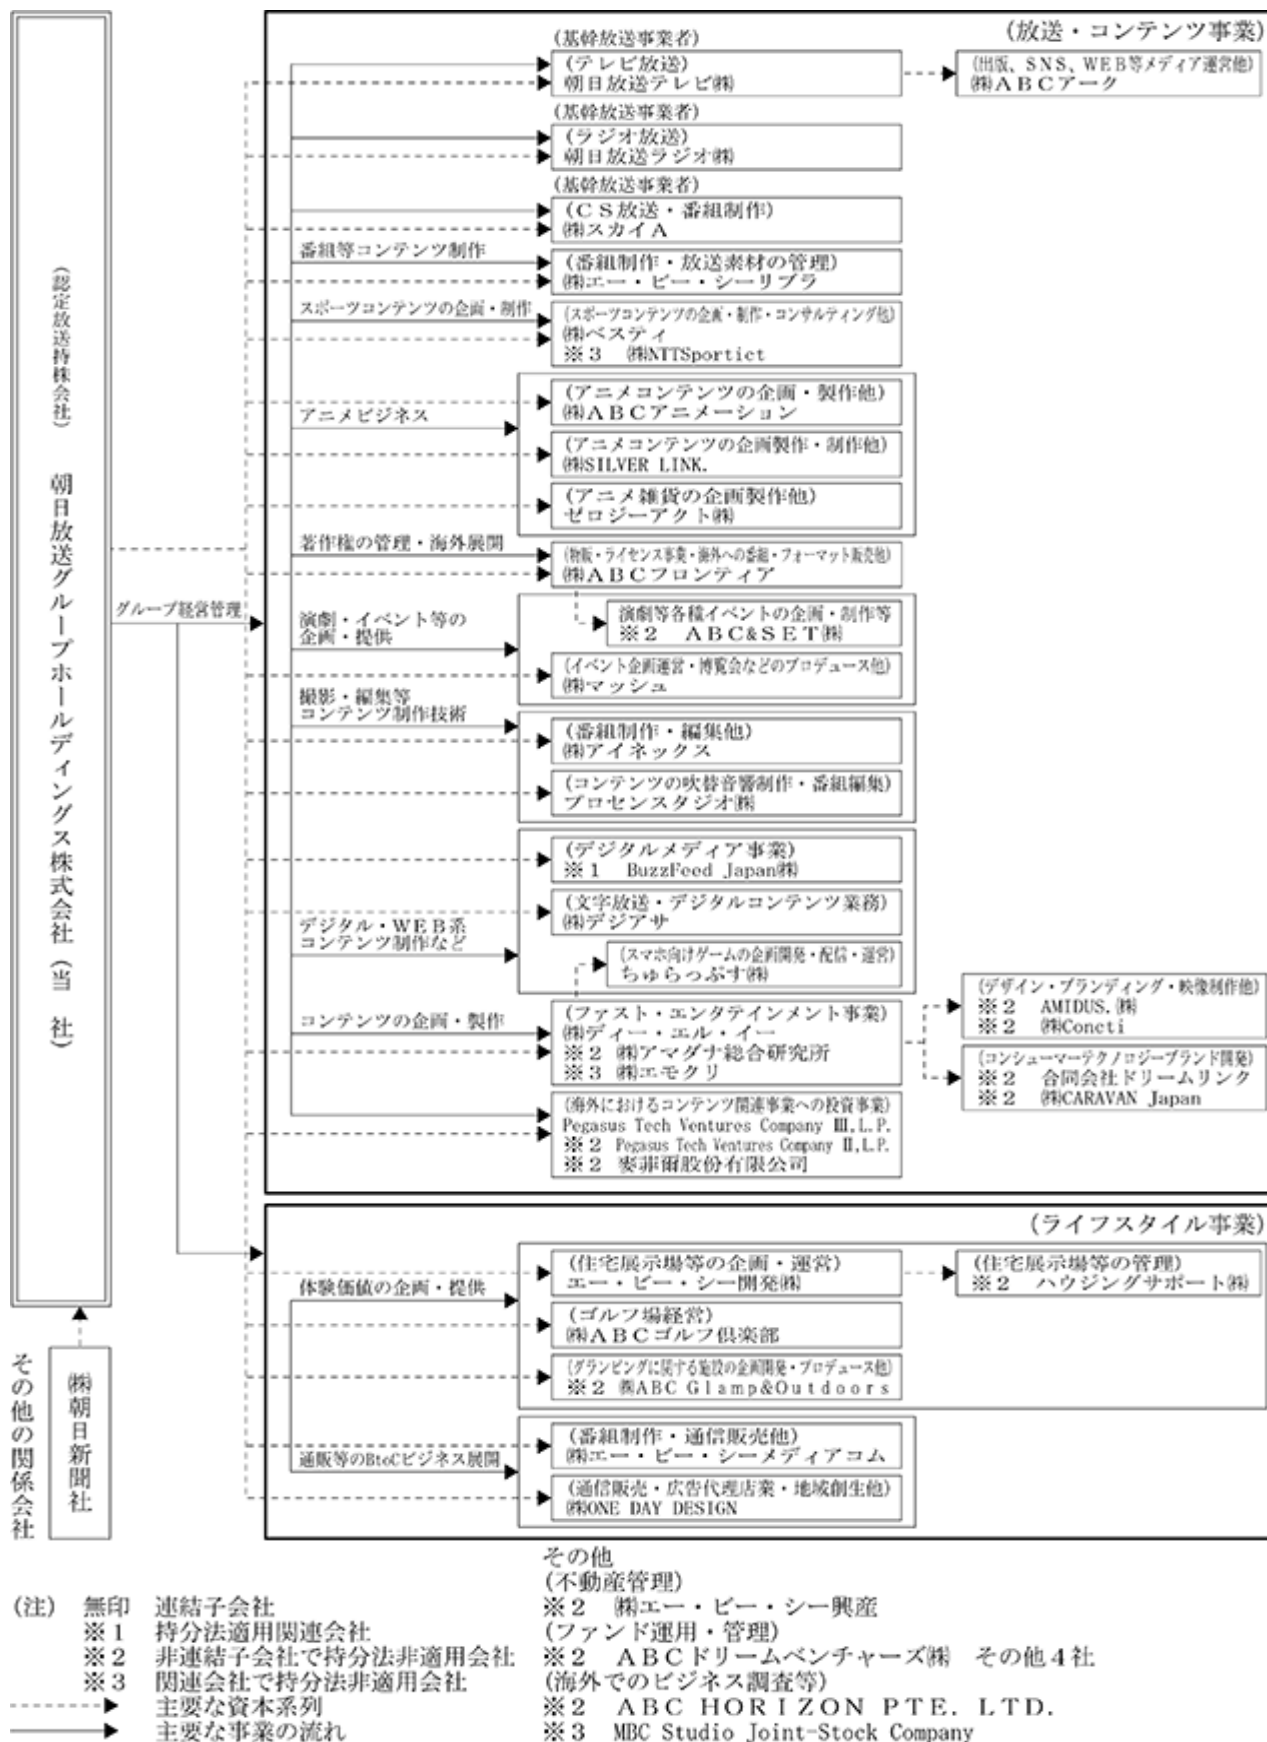 (認定放送持株会社)
朝日放送グループホールディングス株式会社(当 社)
グループ経営管理
その他の関係会社
㈱朝日新聞社
(放送・コンテンツ事業)
(基幹放送事業者)
(テレビ放送)
朝日放送テレビ㈱
(出版、SNS、WEB等メディア運営他)
㈱ABCアーク
(基幹放送事業者)
(ラジオ放送)
朝日放送ラジオ㈱
(基幹放送事業者)
(CS放送・番組制作)
㈱スカイA
番組等コンテンツ制作
(番組制作・放送素材の管理)
㈱エー・ビー・シーリブラ
スポーツコンテンツの企画・制作
(スポーツコンテンツの企画・制作・コンサルティング他)
㈱ベスティ
※3 ㈱NTTSportict
アニメビジネス
(アニメコンテンツの企画・製作他)
㈱ABCアニメーション
(アニメコンテンツの企画製作・制作他)
㈱SILVER LINK.
(アニメ雑貨の企画製作他)
ゼロジーアクト㈱
著作権の管理・海外展開
(物販・ライセンス事業・海外への番組・フォーマット販売他)
㈱ABCフロンティア
演劇・イベント等の
企画・提供
演劇等各種イベントの企画・制作等
※2 ABC&SET㈱
(イベント企画運営・博覧会などのプロデュース他)
㈱マッシュ
撮影・編集等
コンテンツ制作技術
(番組制作・編集他)
㈱アイネックス
(コンテンツの吹替音響制作・番組編集)
プロセンスタジオ㈱
デジタル・WEB系
コンテンツ制作など
(デジタルメディア事業)
※1 BuzzFeed Japan㈱
(文字放送・デジタルコンテンツ業務)
㈱デジアサ
(スマホ向けゲームの企画開発・配信・運営)
ちゅらっぷす㈱
コンテンツの企画・製作
(ファスト・エンタテインメント事業)
㈱ディー・エル・イー
※2 ㈱アマダナ総合研究所
※3 ㈱エモクリ
(デザイン・ブランディング・映像制作他)
※2 AMIDUS.㈱
※2 ㈱Concti
(コンシューマーテクノロジーブランド開発)
※2 合同会社ドリームリンク
※2 ㈱CARAVAN Japan
(海外におけるコンテンツ関連事業への投資事業)
Pegasus Tech Ventures Company Ⅲ,L.P.
※2 Pegasus Tech Ventures Company Ⅱ,L.P.
※2 麥菲爾股份有限公司
(ライフスタイル事業)
体験価値の企画・提供
(住宅展示場等の企画・運営)
エー・ビー・シー開発㈱
(住宅展示場等の管理)
※2 ハウジングサポート㈱
(ゴルフ場経営)
㈱ABCゴルフ倶楽部
(グランピングに関する施設の企画開発・プロデュース他)
※2 ㈱ABC Glamp&Outdoors
通販等のBtoCビジネス展開
(番組制作・通信販売他)
㈱エー・ビー・シーメディアコム
(通信販売・広告代理店業・地域創生他)
㈱ONE DAY DESIGN
(注) 無印 連結子会社
※1 持分法適用関連会社
※2 非連結子会社で持分法非適用会社
※3 関連会社で持分法非適用会社
主要な資本系列
主要な事業の流れ
その他
(不動産管理)
※2 ㈱エー・ビー・シー興産
(ファンド運用・管理)
※2 ABCドリームベンチャーズ㈱ その他4社
(海外でのビジネス調査等)
※2 ABC HORIZON PTE. LTD.
※3 MBC Studio Joint-Stock Company